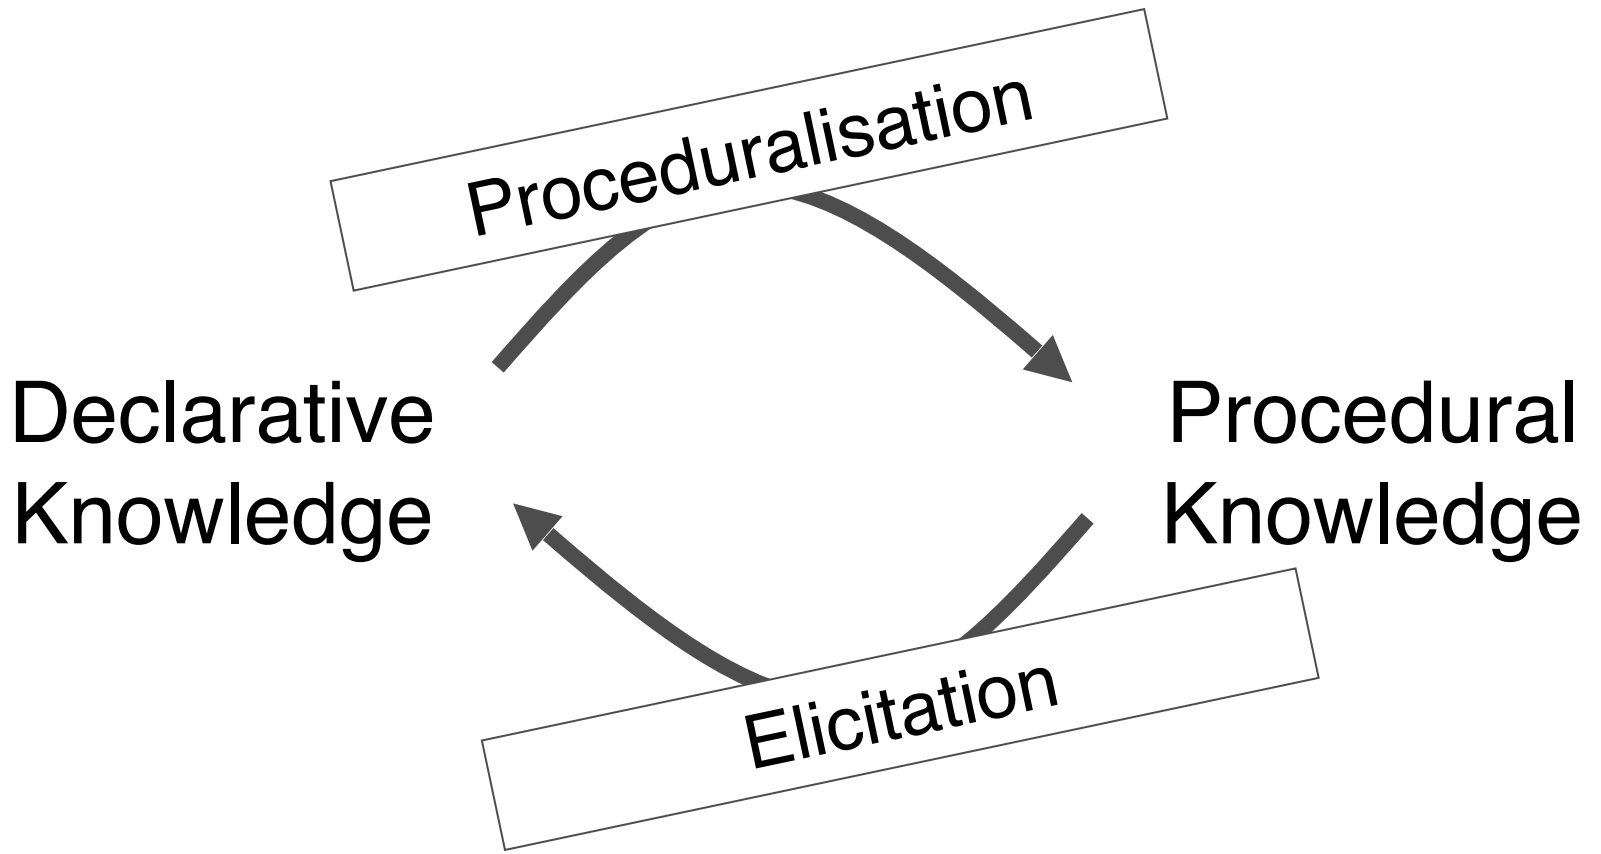 Proceduralisation
Declarative
Knowledge
Procedural
Knowledge
Elicitation